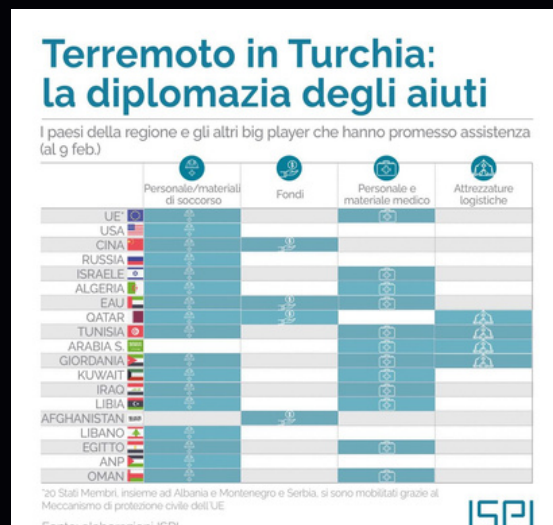 Terremoto in Turchia:
la diplomazia degli aiuti
I paesi della regione e gli altri big player che hanno promesso assistenza
(al 9 feb.)
Personale/materiali
di soccorso
Fondi
Personale e
materiale medico
Attrezzature
logistiche
UE*
USA
CINA
RUSSIA
ISRAELE
ALGERIA
EAU
QATAR
TUNISIA
ARABIA S.
GIORDANIA
KUWAIT
IRAQ
LIBIA
AFGHANISTAN
LIBANO
EGITTO
ANP
OMAN
*20 Stati Membri, insieme ad Albania e Montenegro e Serbia, si sono mobilitati grazie al
Meccanismo di protezione civile dell'UE
Fonte: elaborazioni ISPI
ISPI